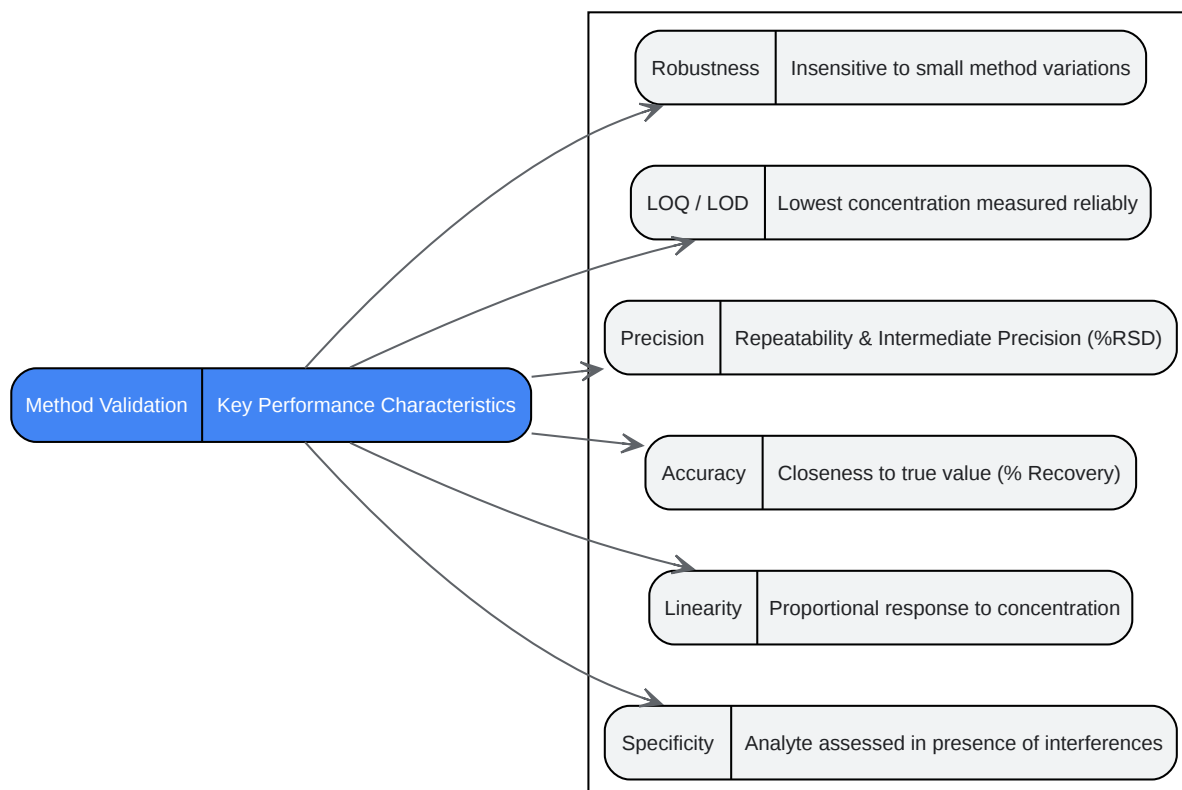 Robustness
Insensitive to small method variations
LOQ / LOD
Lowest concentration measured reliably
Precision
Repeatability & Intermediate Precision (%RSD)
Method Validation
Key Performance Characteristics
Accuracy
Closeness to true value (% Recovery)
Linearity
Proportional response to concentration
Specificity
Analyte assessed in presence of interferences